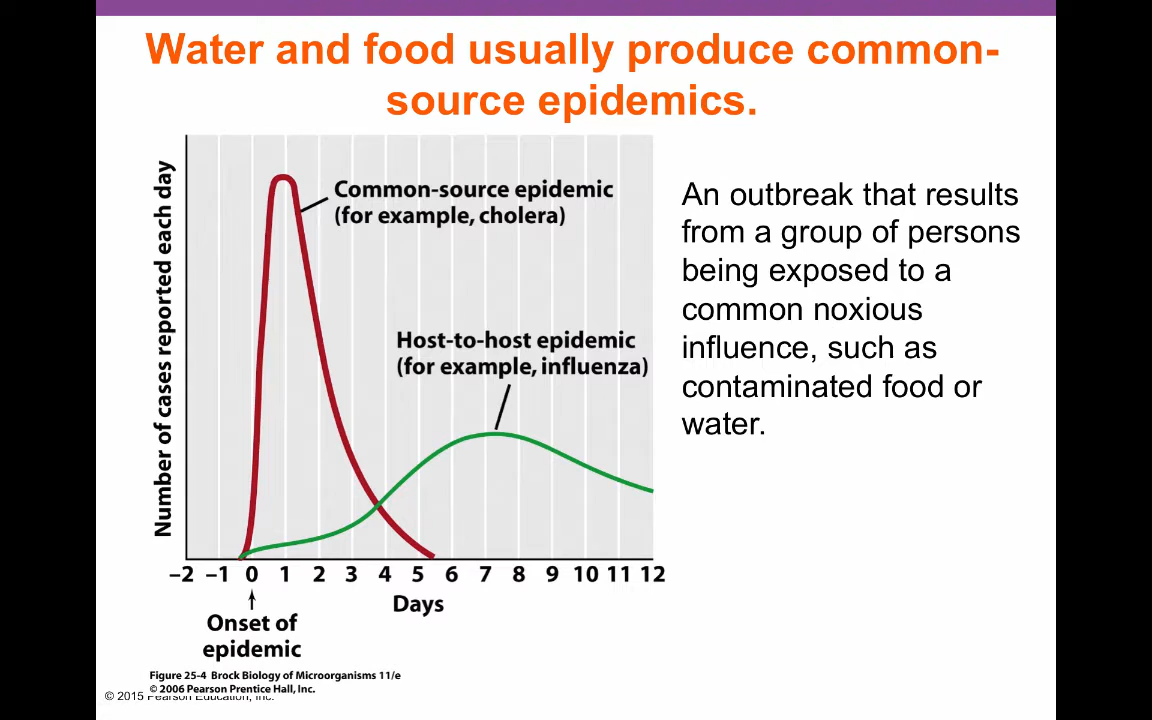 Water and food usually produce common-
source epidemics.
Number of cases reported each day
Common-source epidemic
(for example, cholera)
Host-to-host epidemic
(for example, influenza)
–2 –1 0 1 2 3 4 5 6 7 8 9 10 11 12
Days
Onset of
epidemic
An outbreak that results
from a group of persons
being exposed to a
common noxious
influence, such as
contaminated food or
water.
Figure 25-4 Brock Biology of Microorganisms 11/e
© 2006 Pearson Prentice Hall, Inc.
© 2015 Pearson Education, Inc.